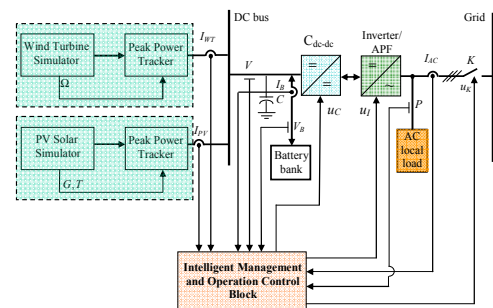 DC bus
Grid
Wind Turbine
Simulator
Peak Power
Tracker
Ω
I_WT
PV Solar
Simulator
Peak Power
Tracker
G, T
I_PV
V
I_B
C
V_B
Battery
bank
C_dc-dc
=
=
u_C
Inverter/
APF
=
~
u_I
I_AC
K
u_K
P
AC
local
load
Intelligent Management
and Operation Control
Block